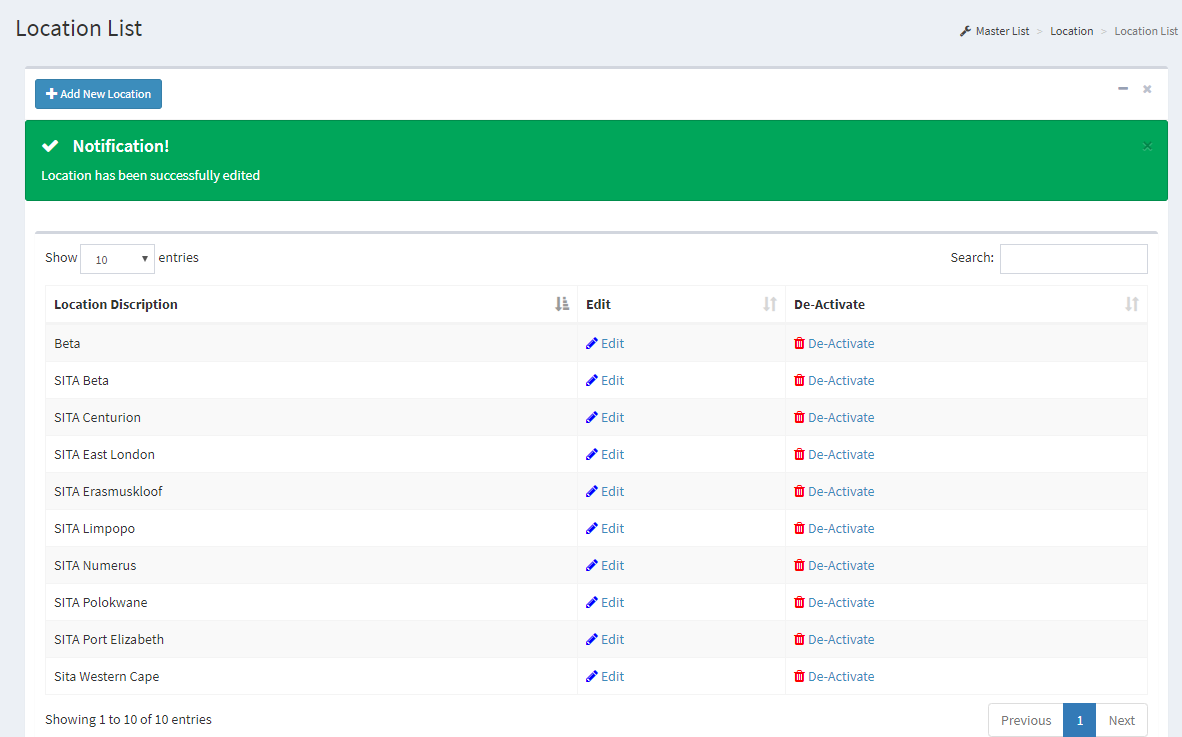 Location List
Master List > Location > Location List
Add New Location
Notification!
Location has been successfully edited
Show 10 entries Search:
Location Discription Edit De-Activate
Beta Edit De-Activate
SITA Beta Edit De-Activate
SITA Centurion Edit De-Activate
SITA East London Edit De-Activate
SITA Erasmuskloof Edit De-Activate
SITA Limpopo Edit De-Activate
SITA Numerus Edit De-Activate
SITA Polokwane Edit De-Activate
SITA Port Elizabeth Edit De-Activate
Sita Western Cape Edit De-Activate
Showing 1 to 10 of 10 entries Previous 1 Next